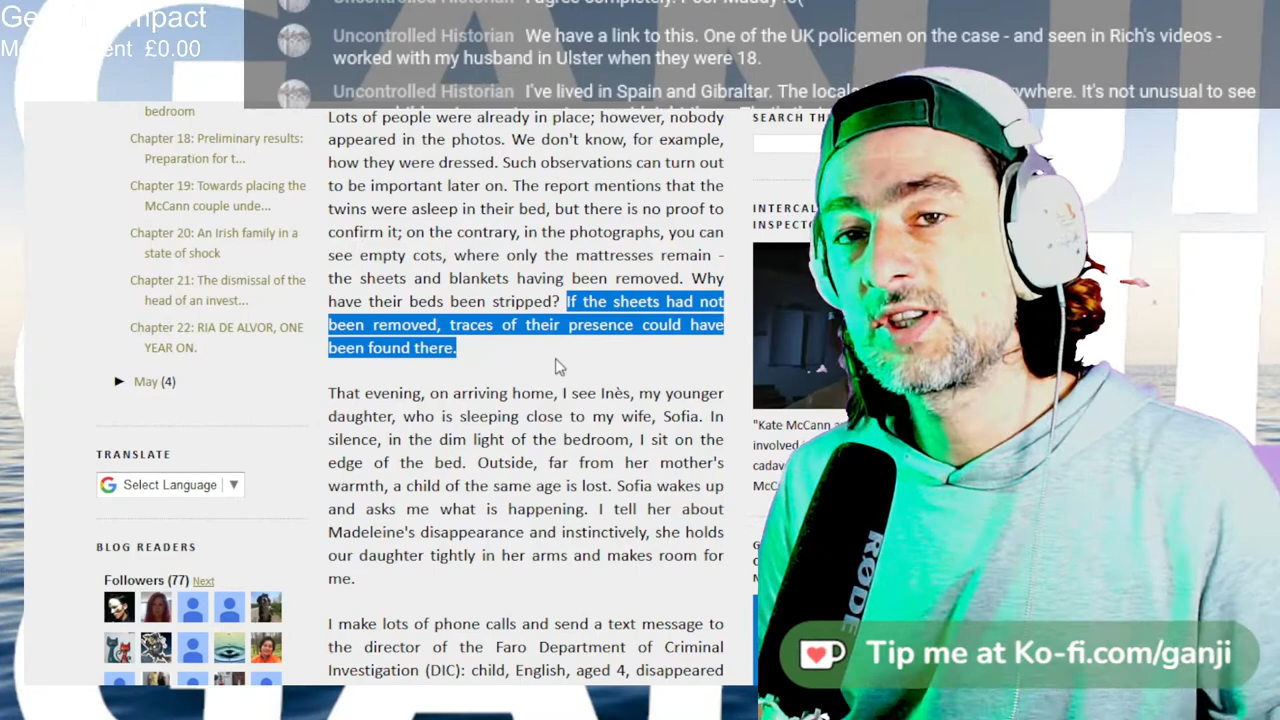 Ge mpact
Mo ent £0.00
Uncontrolled Historian I agree completely. Poor Maddy :(
Uncontrolled Historian We have a link to this. One of the UK policemen on the case - and seen in Rich's videos -
worked with my husband in Ulster when they were 18.
Uncontrolled Historian I've lived in Spain and Gibraltar. The locals ywhere. It's not unusual to see
bedroom
Chapter 18: Preliminary results:
Preparation for t...
Chapter 19: Towards placing the
McCann couple unde...
Chapter 20: An Irish family in a
state of shock
Chapter 21: The dismissal of the
head of an invest...
Chapter 22: RIA DE ALVOR, ONE
YEAR ON.
► May (4)
TRANSLATE
G Select Language ▼
BLOG READERS
Followers (77) Next
Lots of people were already in place; however, nobody
appeared in the photos. We don't know, for example,
how they were dressed. Such observations can turn out
to be important later on. The report mentions that the
twins were asleep in their bed, but there is no proof to
confirm it; on the contrary, in the photographs, you can
see empty cots, where only the mattresses remain -
the sheets and blankets having been removed. Why
have their beds been stripped? If the sheets had not
been removed, traces of their presence could have
been found there.
That evening, on arriving home, I see Inès, my younger
daughter, who is sleeping close to my wife, Sofia. In
silence, in the dim light of the bedroom, I sit on the
edge of the bed. Outside, far from her mother's
warmth, a child of the same age is lost. Sofia wakes up
and asks me what is happening. I tell her about
Madeleine's disappearance and instinctively, she holds
our daughter tightly in her arms and makes room for
me.
I make lots of phone calls and send a text message to
the director of the Faro Department of Criminal
Investigation (DIC): child, English, aged 4, disappeared
SEARCH TH
INTERCAL
INSPECTO
"Kate McCann a
involved i
cadav
McC
RØDE
Tip me at Ko-fi.com/ganji